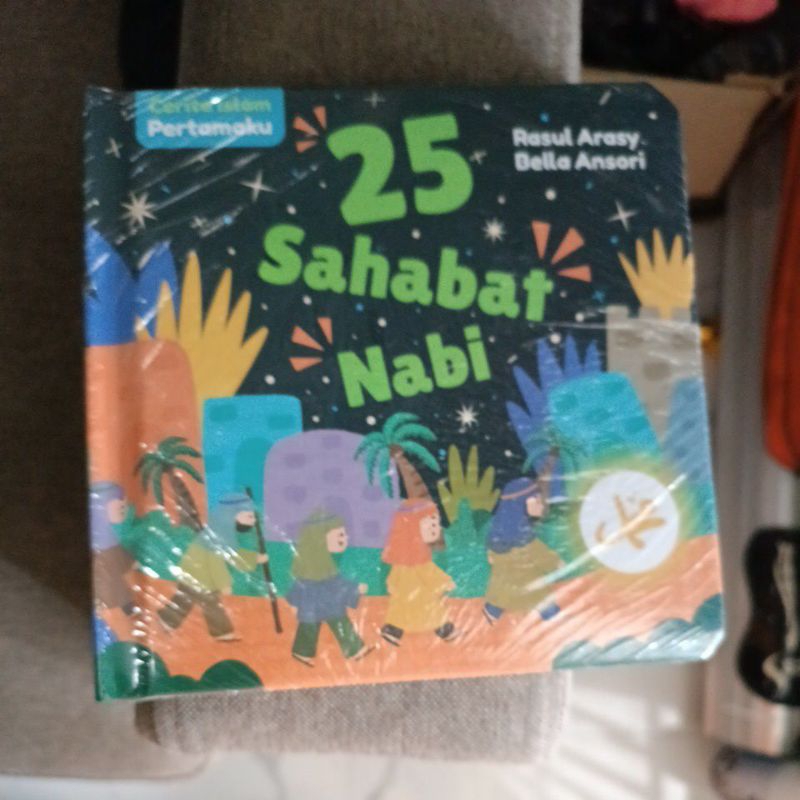 Cerita Islam
Pertamaku
Rasul Arasy.
Bella Ansori
25
Sahabat
Nabi